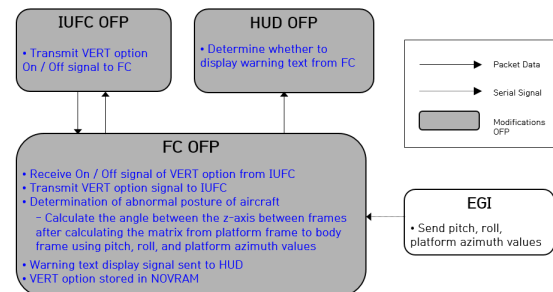 IUFC OFP
• Transmit VERT option
On / Off signal to FC
HUD OFP
• Determine whether to
display warning text from FC
Packet Data
Serial Signal
Modifications
OFP
FC OFP
• Receive On / Off signal of VERT option from IUFC
• Transmit VERT option signal to IUFC
• Determination of abnormal posture of aircraft
– Calculate the angle between the z-axis between frames
after calculating the matrix from platform frame to body
frame using pitch, roll, and platform azimuth values
• Warning text display signal sent to HUD
• VERT option stored in NOVRAM
EGI
• Send pitch, roll,
platform azimuth values